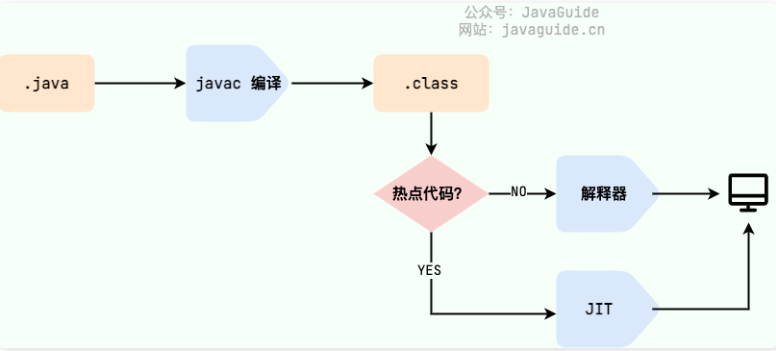 公众号：JavaGuide
网站：javaguide.cn
.java
javac 编译
.class
热点代码?
NO
解释器
YES
JIT